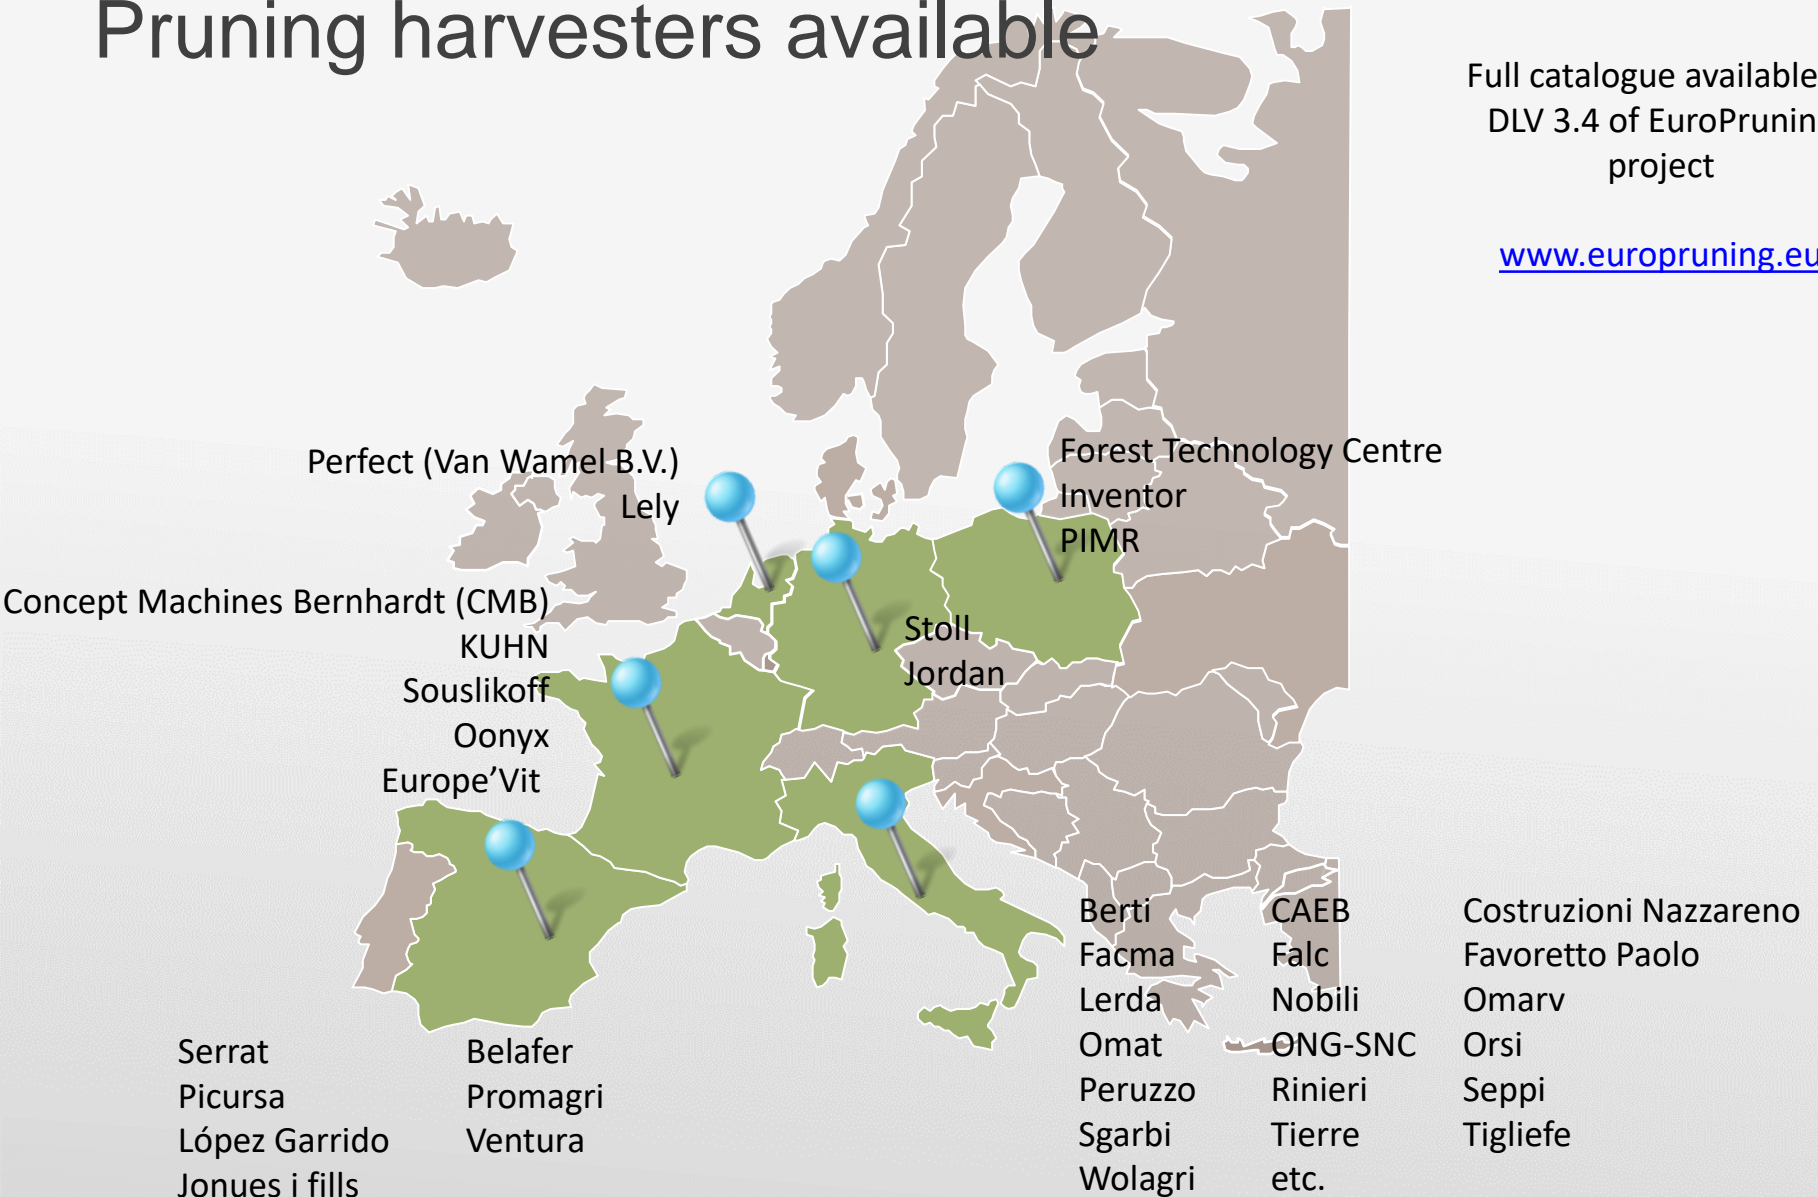 Pruning harvesters available
Full catalogue available
DLV 3.4 of EuroPrunin
project
www.europruning.eu
Perfect (Van Wamel B.V.)
Lely
Forest Technology Centre
Inventor
PIMR
Concept Machines Bernhardt (CMB)
KUHN
Souslikoff
Oonyx
Europe’Vit
Stoll
Jordan
Serrat
Picursa
López Garrido
Jonues i fills
Belafer
Promagri
Ventura
Berti
Facma
Lerda
Omat
Peruzzo
Sgarbi
Wolagri
CAEB
Falc
Nobili
ONG-SNC
Rinieri
Tierre
etc.
Costruzioni Nazzareno
Favoretto Paolo
Omarv
Orsi
Seppi
Tigliefe